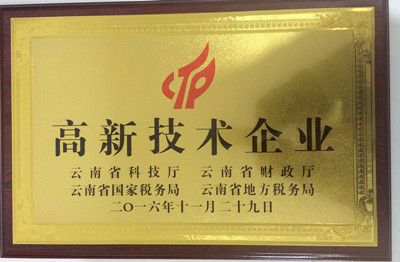 高新技术企业
云南省科技厅 云南省财政厅
云南省国家税务局 云南省地方税务局
二〇一六年十一月二十九日